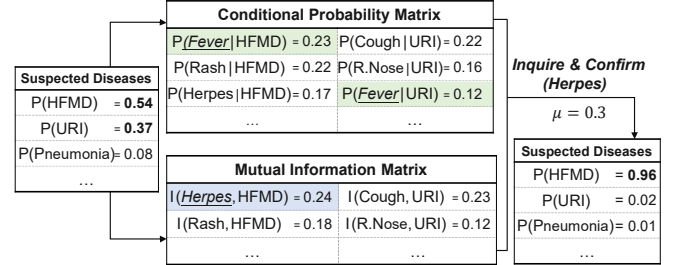 Conditional Probability Matrix
P(Fever|HFMD) = 0.23 P(Cough|URI) = 0.22
P(Rash|HFMD) = 0.22 P(R.Nose|URI) = 0.16
P(Herpes|HFMD) = 0.17 P(Fever|URI) = 0.12
... ...
Suspected Diseases
P(HFMD) = 0.54
P(URI) = 0.37
P(Pneumonia)= 0.08
...
Mutual Information Matrix
I(Herpes,HFMD) = 0.24 I(Cough, URI) = 0.23
I(Rash,HFMD) = 0.18 I(R.Nose, URI) = 0.12
... ...
Inquire & Confirm
(Herpes)
μ = 0.3
Suspected Diseases
P(HFMD) = 0.96
P(URI) = 0.02
P(Pneumonia) = 0.01
...